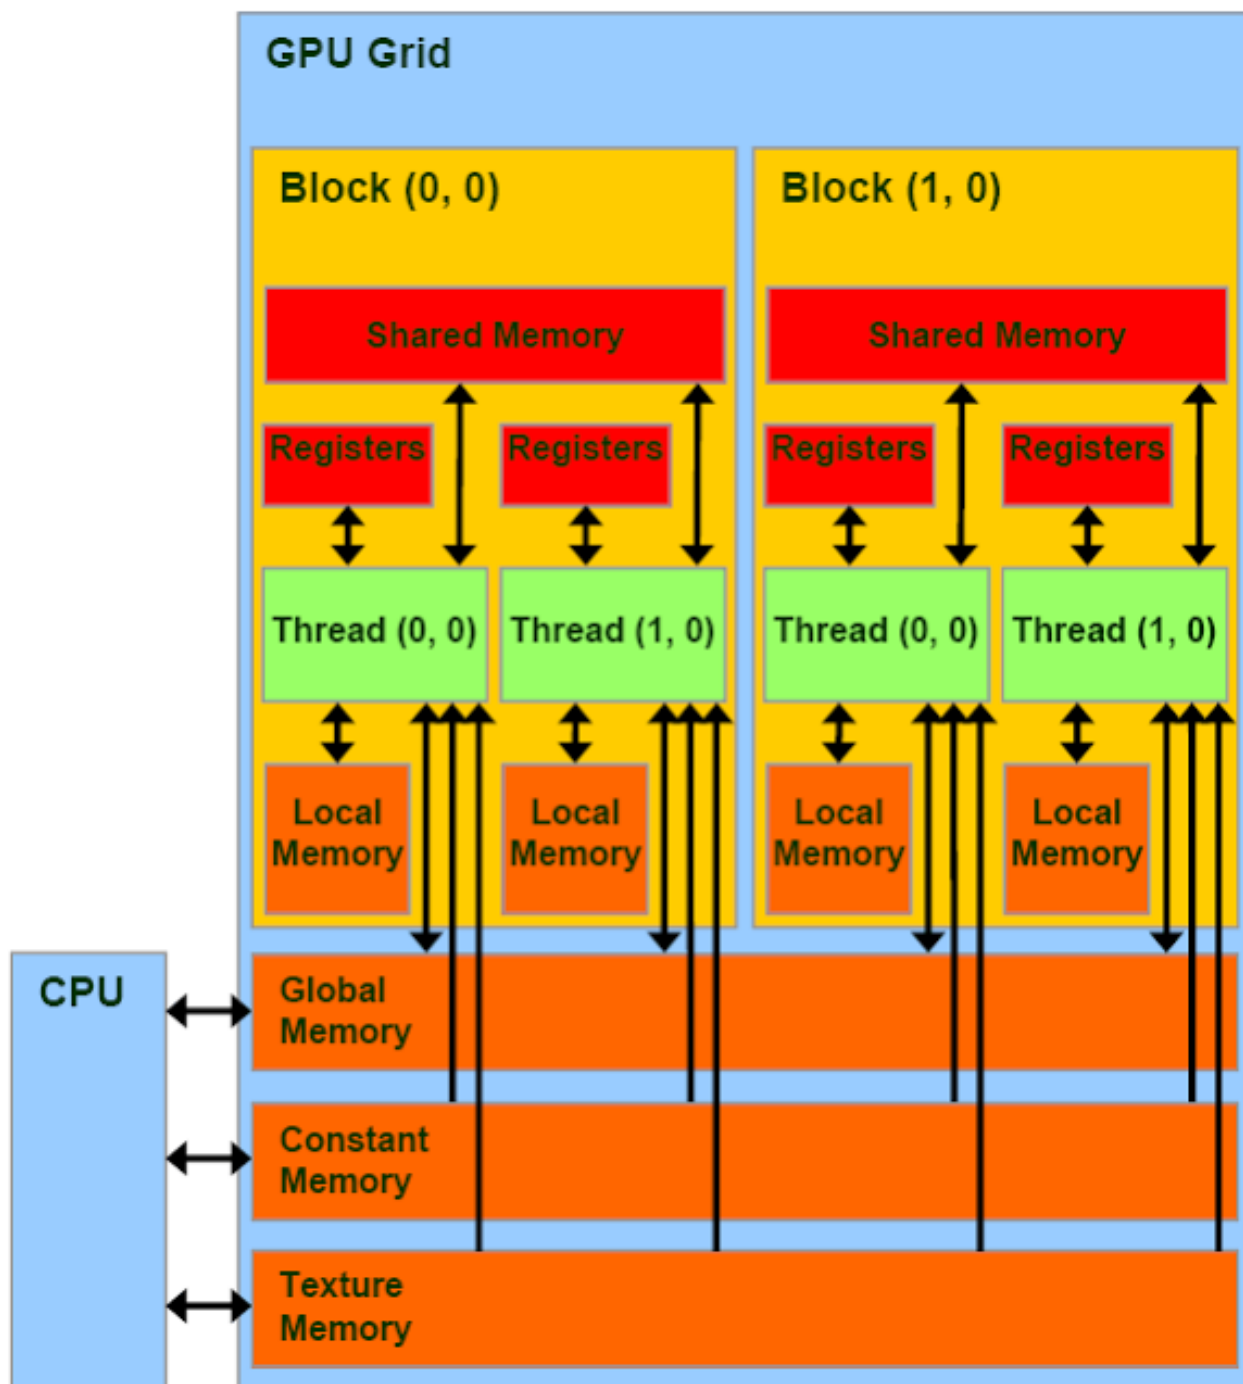 GPU Grid
Block (0, 0)
Shared Memory
Registers
Registers
Thread (0, 0)
Thread (1, 0)
Local
Memory
Local
Memory
Block (1, 0)
Shared Memory
Registers
Registers
Thread (0, 0)
Thread (1, 0)
Local
Memory
Local
Memory
CPU
Global
Memory
Constant
Memory
Texture
Memory